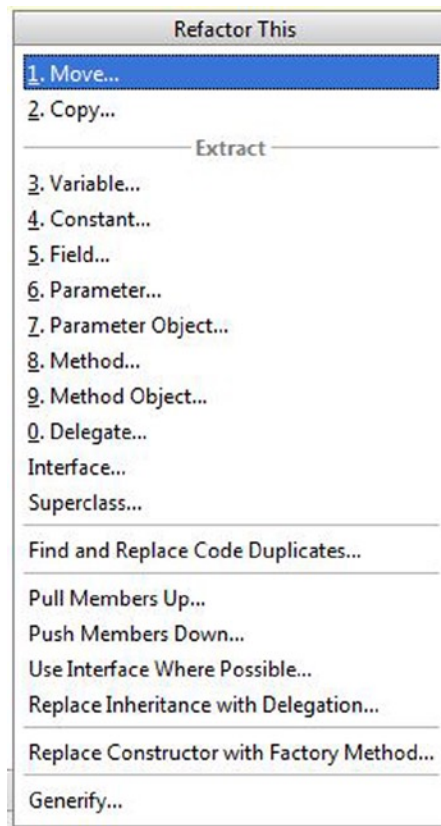 Refactor This
1. Move...
2. Copy...
Extract
3. Variable...
4. Constant...
5. Field...
6. Parameter...
7. Parameter Object...
8. Method...
9. Method Object...
0. Delegate...
Interface...
Superclass...
Find and Replace Code Duplicates...
Pull Members Up...
Push Members Down...
Use Interface Where Possible...
Replace Inheritance with Delegation...
Replace Constructor with Factory Method...
Generify...